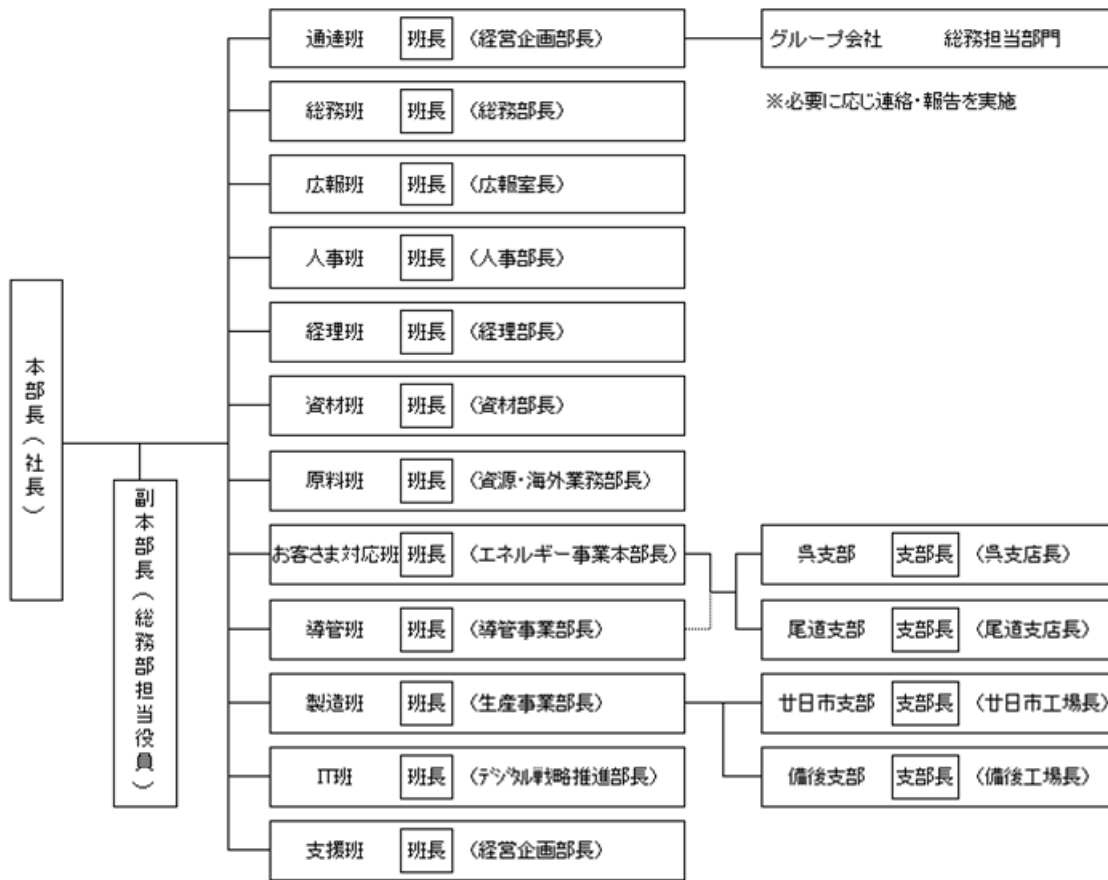 本部長（社長）
副本部長（総務部担当役員）
通達班 班長 （経営企画部長）
グループ会社 総務担当部門
※必要に応じ連絡・報告を実施
総務班 班長 （総務部長）
広報班 班長 （広報室長）
人事班 班長 （人事部長）
経理班 班長 （経理部長）
資材班 班長 （資材部長）
原料班 班長 （資源・海外業務部長）
お客さま対応班 班長 （エネルギー事業本部長）
呉支部 支部長 （呉支店長）
導管班 班長 （導管事業部長）
尾道支部 支部長 （尾道支店長）
製造班 班長 （生産事業部長）
廿日市支部 支部長 （廿日市工場長）
IT班 班長 （デジタル戦略推進部長）
備後支部 支部長 （備後工場長）
支援班 班長 （経営企画部長）